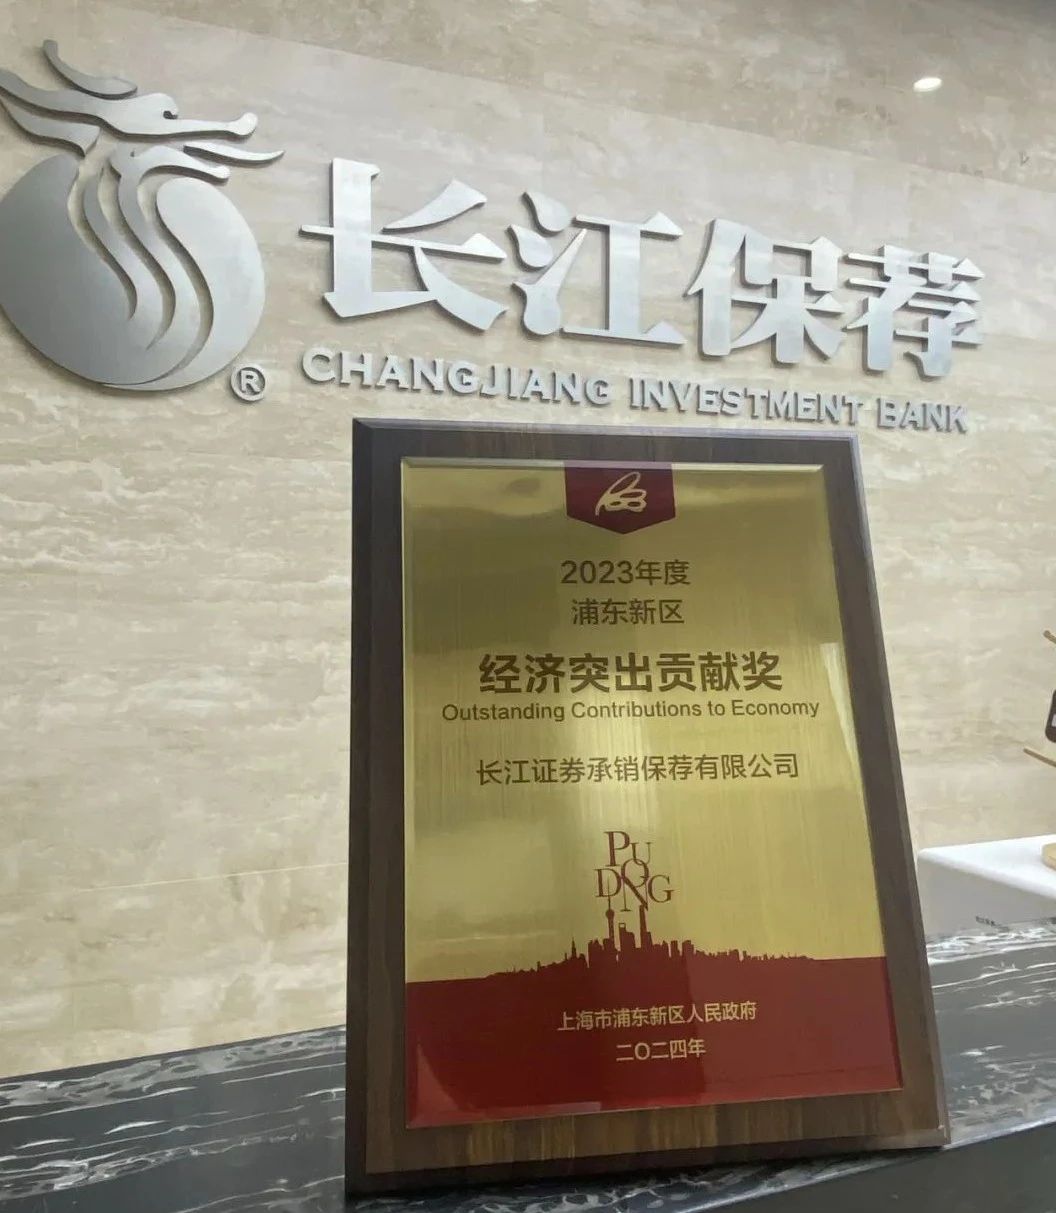 长江保荐
®
CHANGJIANG INVESTMENT BANK
2023年度
浦东新区
经济突出贡献奖
Outstanding Contributions to Economy
长江证券承销保荐有限公司
PU
DONG
上海市浦东新区人民政府
二〇二四年